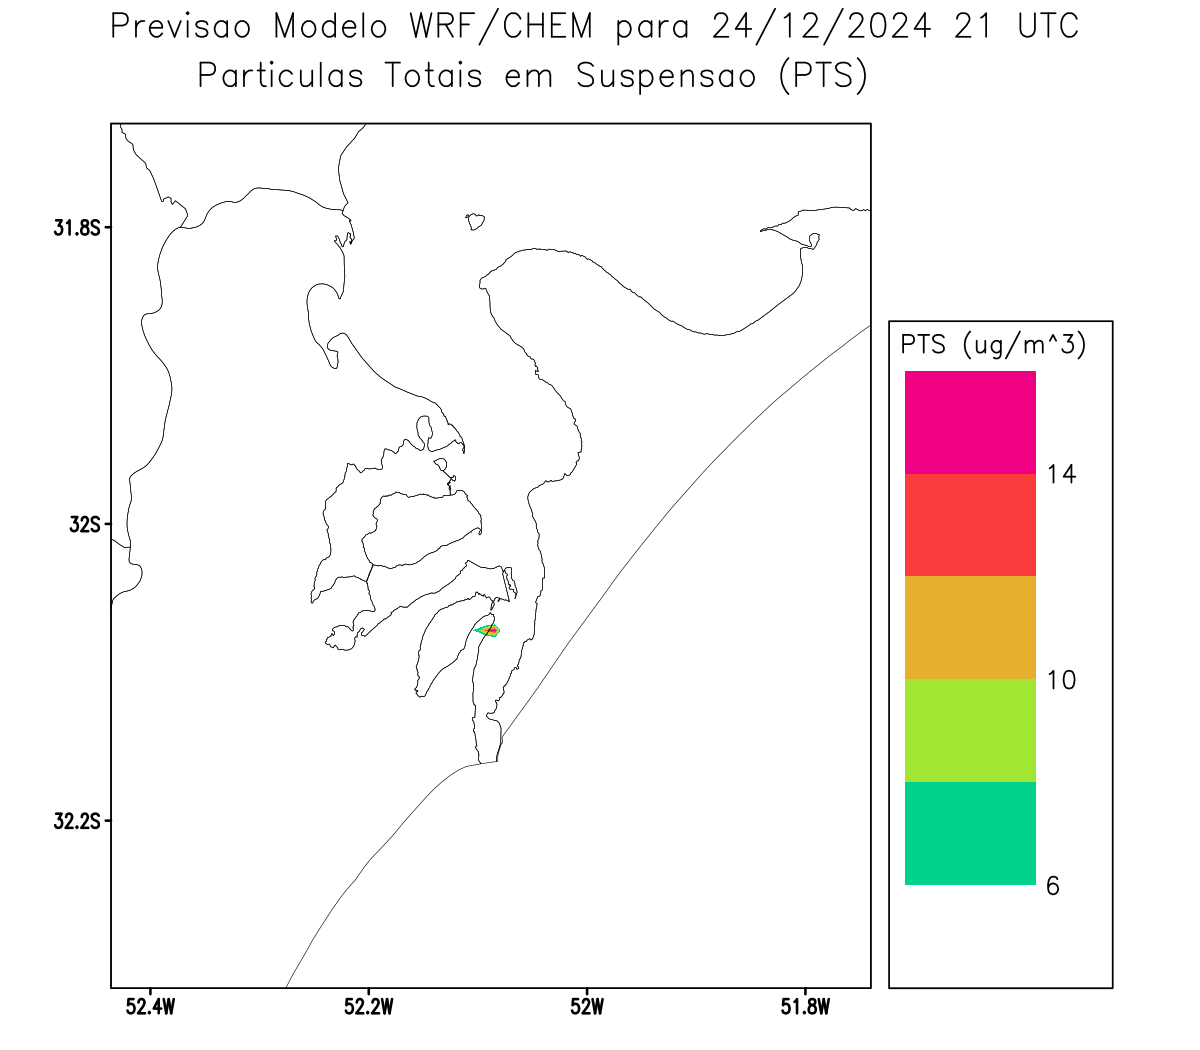 Previsao Modelo WRF/CHEM para 24/12/2024 21 UTC
Particulas Totais em Suspensao (PTS)
31.8S
32S
32.2S
52.4W
52.2W
52W
51.8W
PTS (ug/m^3)
14
10
6